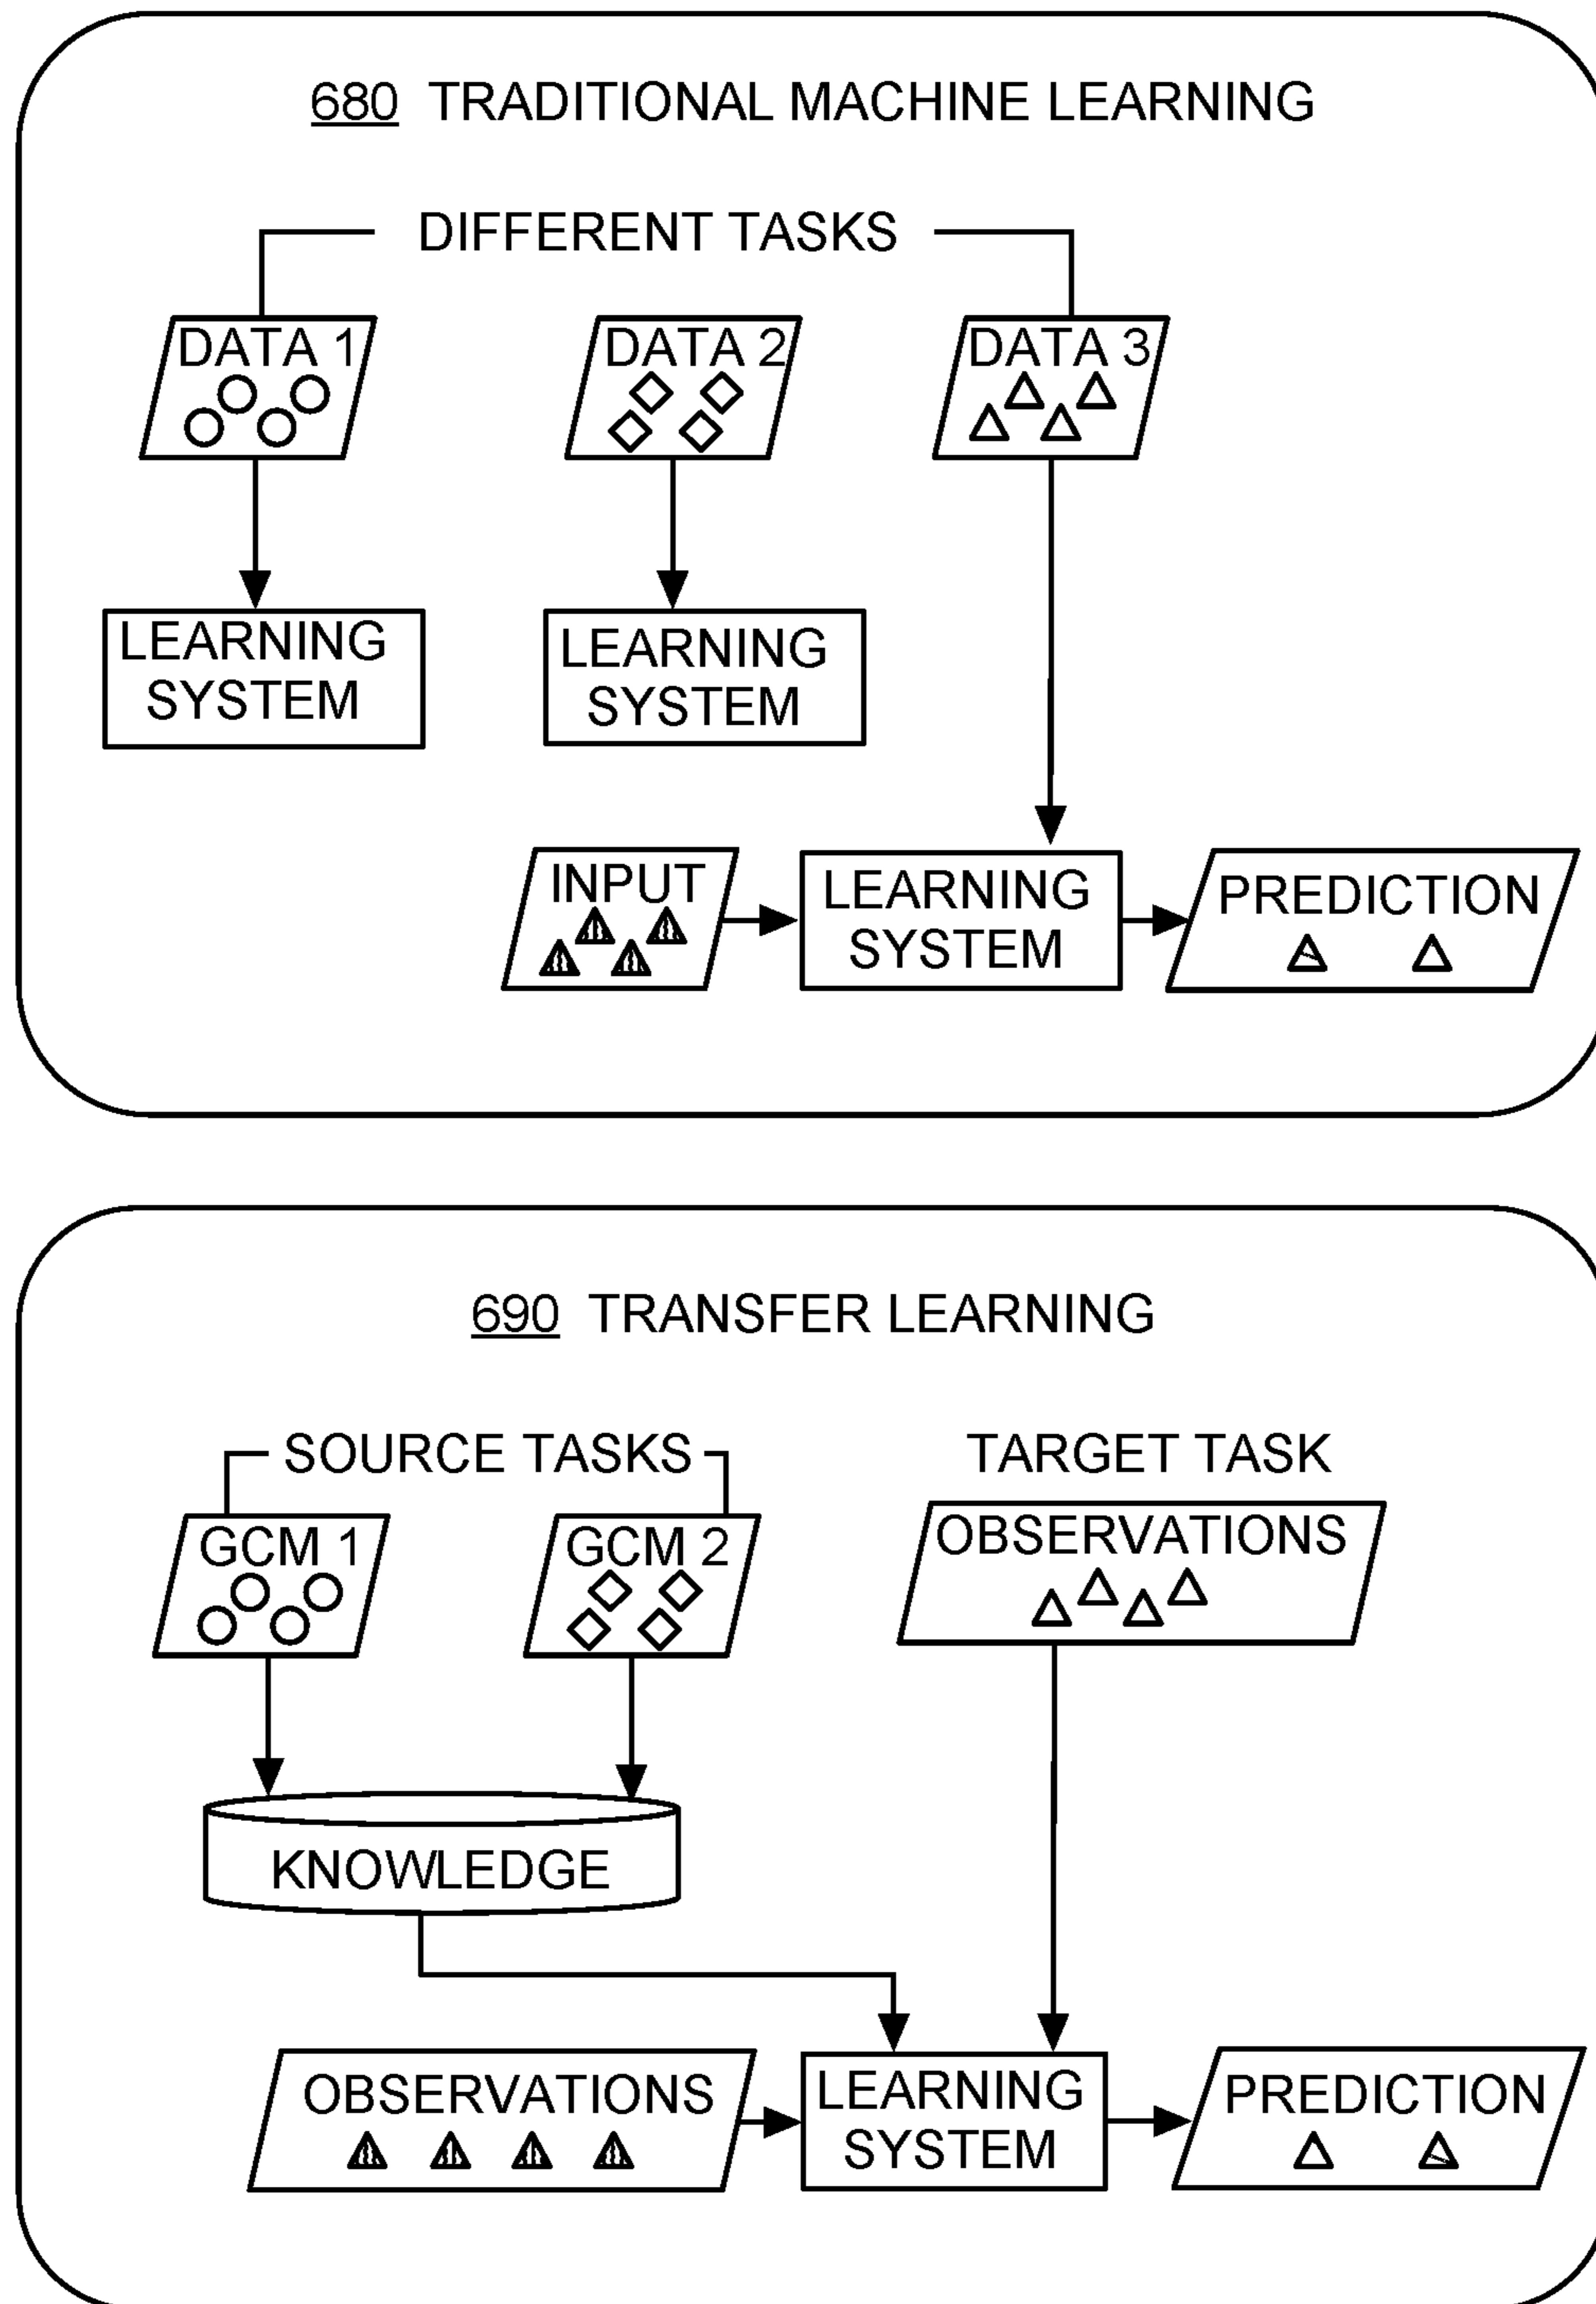 680 TRADITIONAL MACHINE LEARNING
DIFFERENT TASKS
DATA 1
DATA 2
DATA 3
LEARNING
SYSTEM
LEARNING
SYSTEM
INPUT
LEARNING
SYSTEM
PREDICTION
690 TRANSFER LEARNING
SOURCE TASKS
TARGET TASK
GCM 1
GCM 2
OBSERVATIONS
KNOWLEDGE
OBSERVATIONS
LEARNING
SYSTEM
PREDICTION